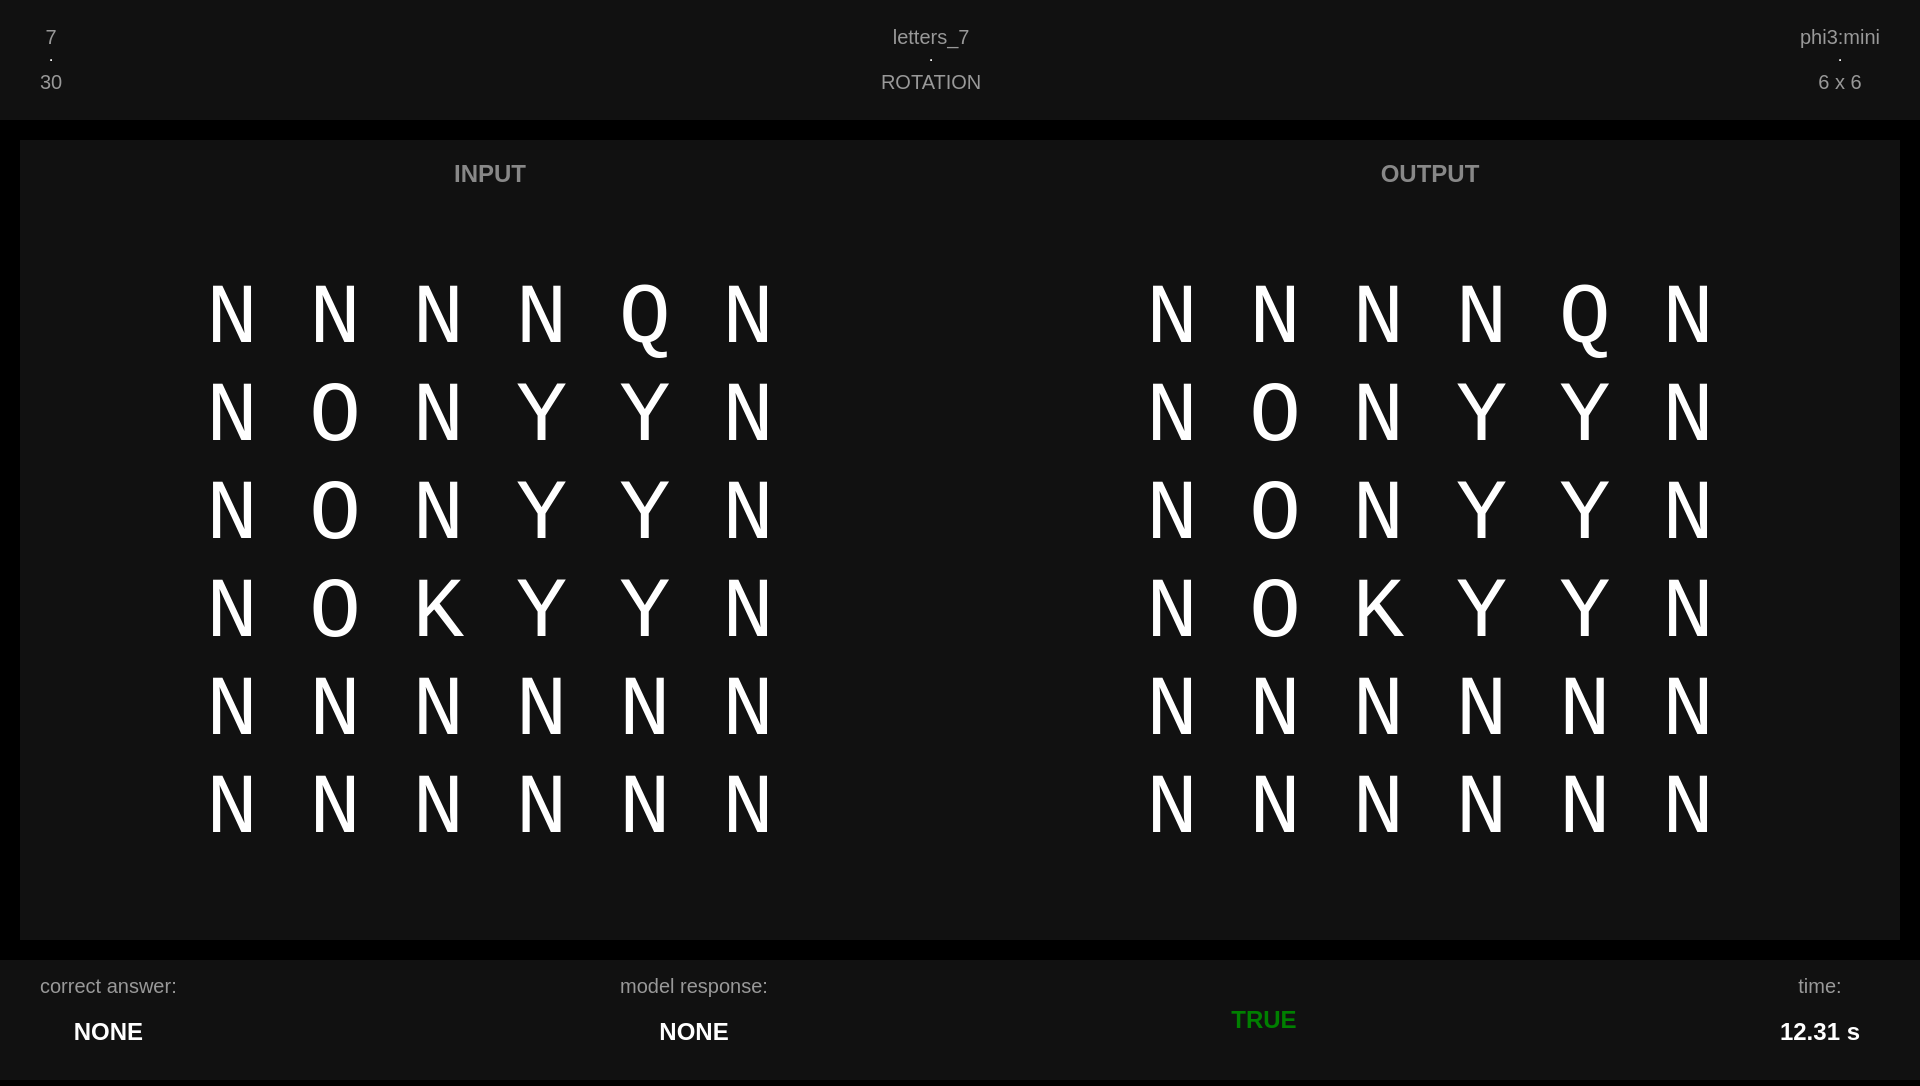 7 letters_7 phi3:mini
· · ·
30 ROTATION 6 x 6
INPUT OUTPUT
N N N N Q N N N N N Q N
N O N Y Y N N O N Y Y N
N O N Y Y N N O N Y Y N
N O K Y Y N N O K Y Y N
N N N N N N N N N N N N
N N N N N N N N N N N N
correct answer: model response: time:
NONE NONE TRUE 12.31 s